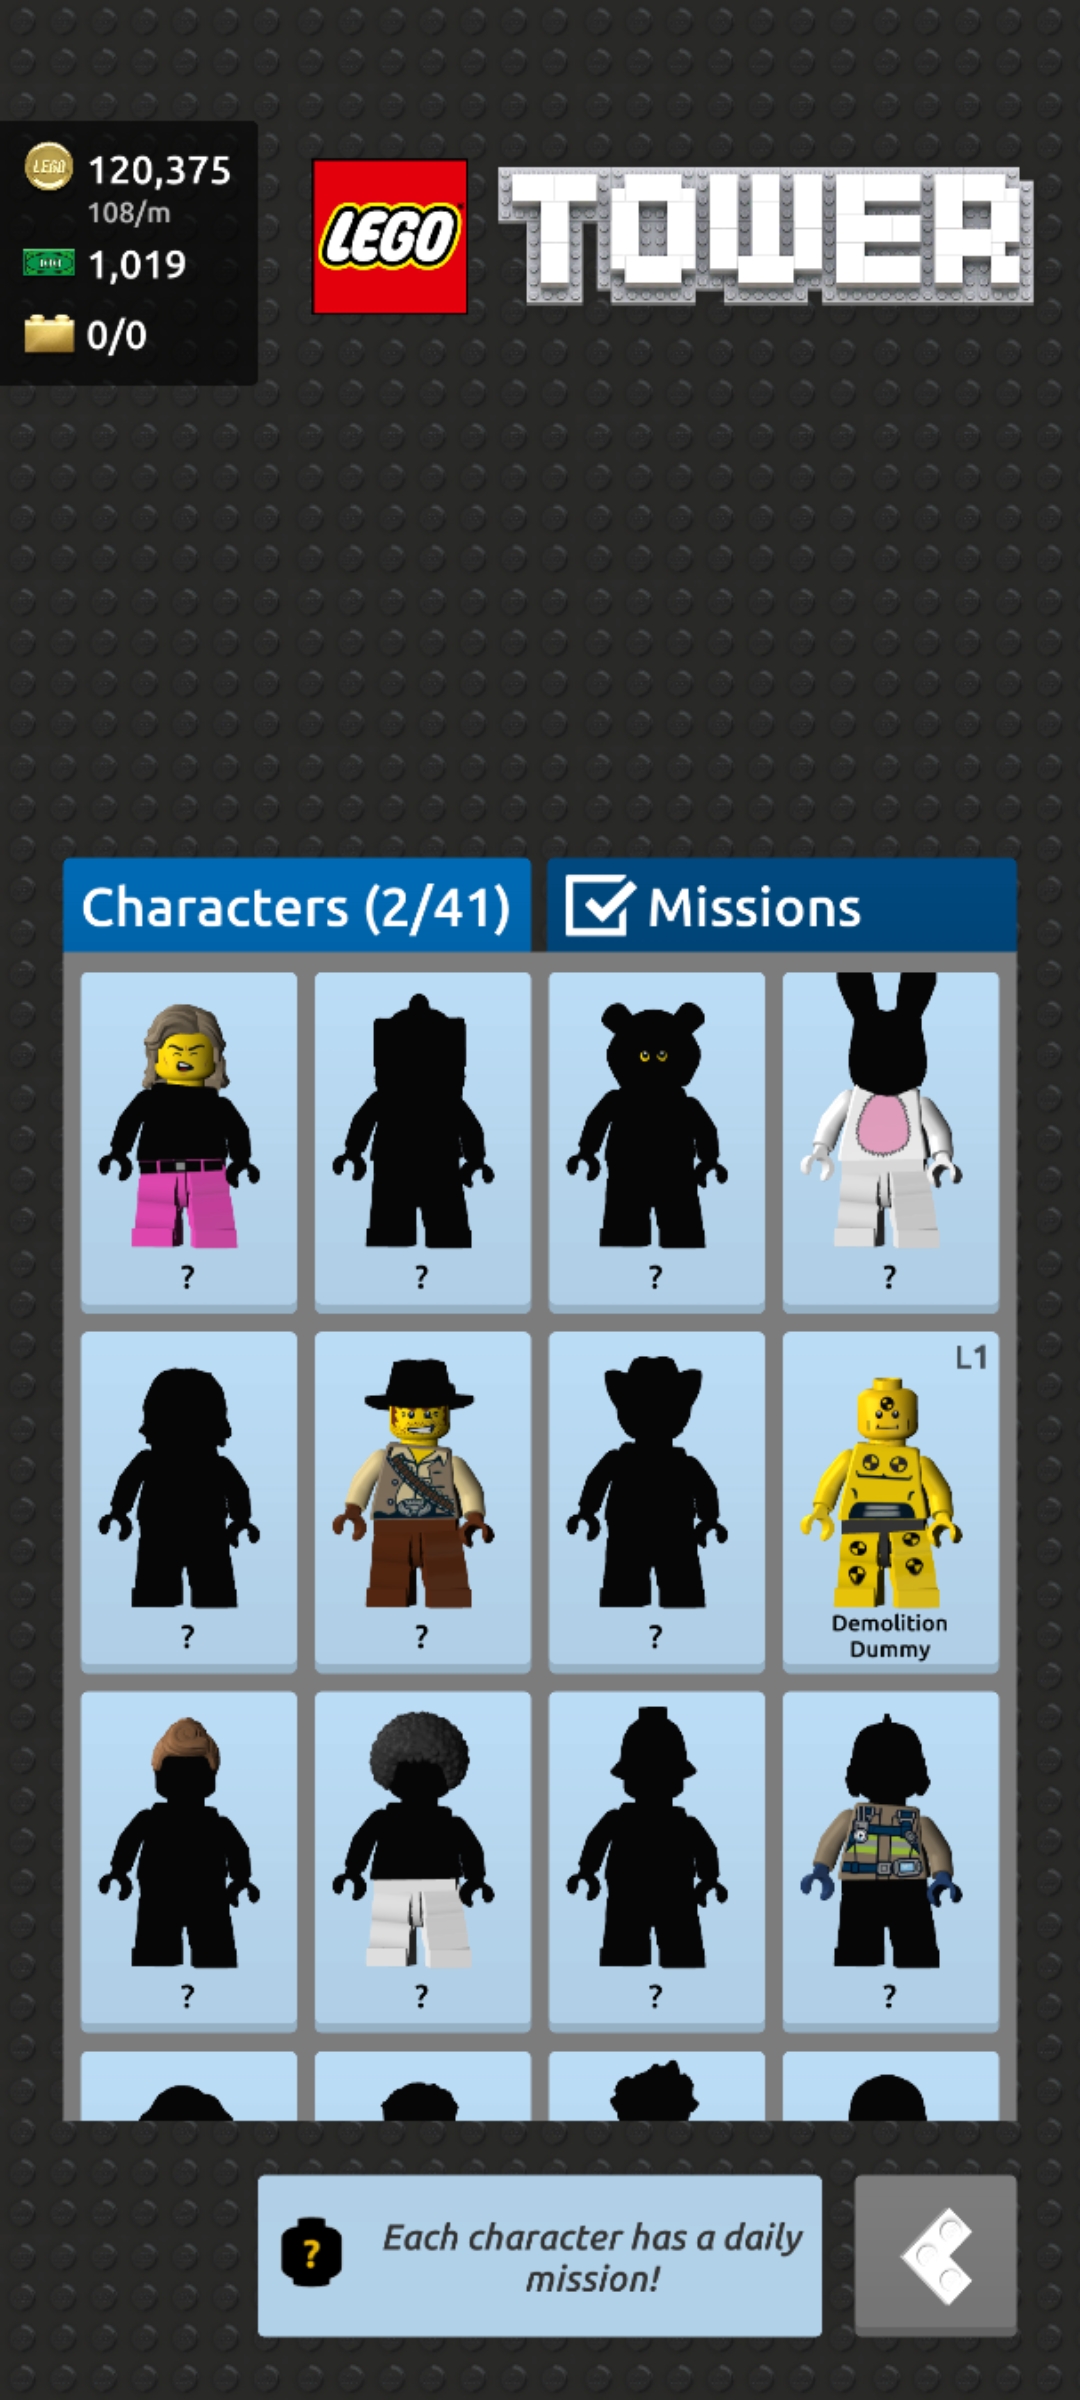 LEGO
120,375
108/m
1,019
0/0
LEGO
TOWER
Characters (2/41)
Missions
?
?
?
?
L1
?
?
?
Demolition
Dummy
?
?
?
?
?
Each character has a daily
mission!